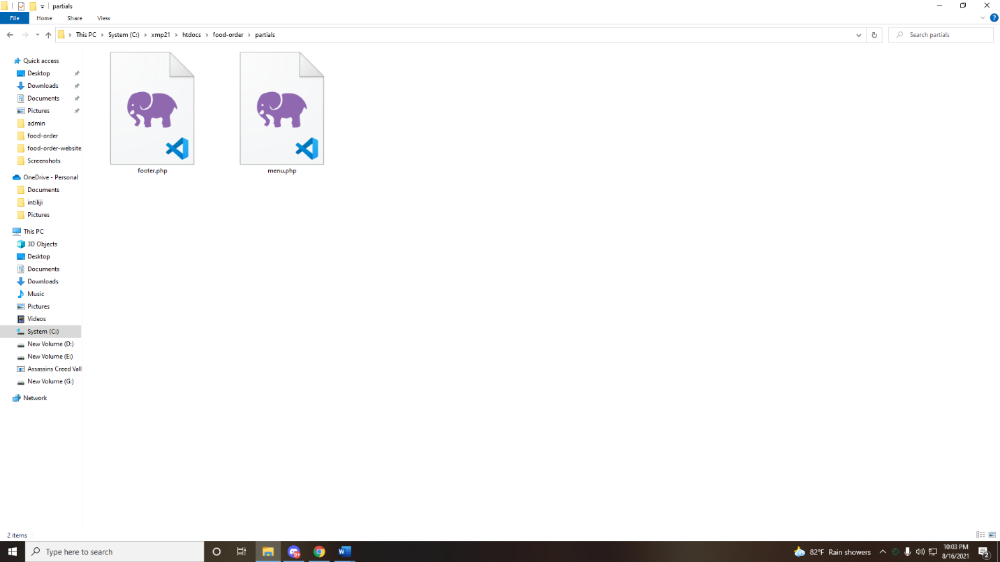 partials
File Home Share View
This PC System (C:) xmp21 htdocs food-order partials
Search partials
Quick access
Desktop
Downloads
Documents
Pictures
admin
food-order
food-order-website
Screenshots
OneDrive - Personal
Documents
intiliji
Pictures
This PC
3D Objects
Desktop
Documents
Downloads
Music
Pictures
Videos
System (C:)
New Volume (D:)
New Volume (E:)
Assassins Creed Vall
New Volume (G:)
Network
footer.php
menu.php
2 items
Type here to search
9+
82°F Rain showers
10:03 PM
8/16/2021
2